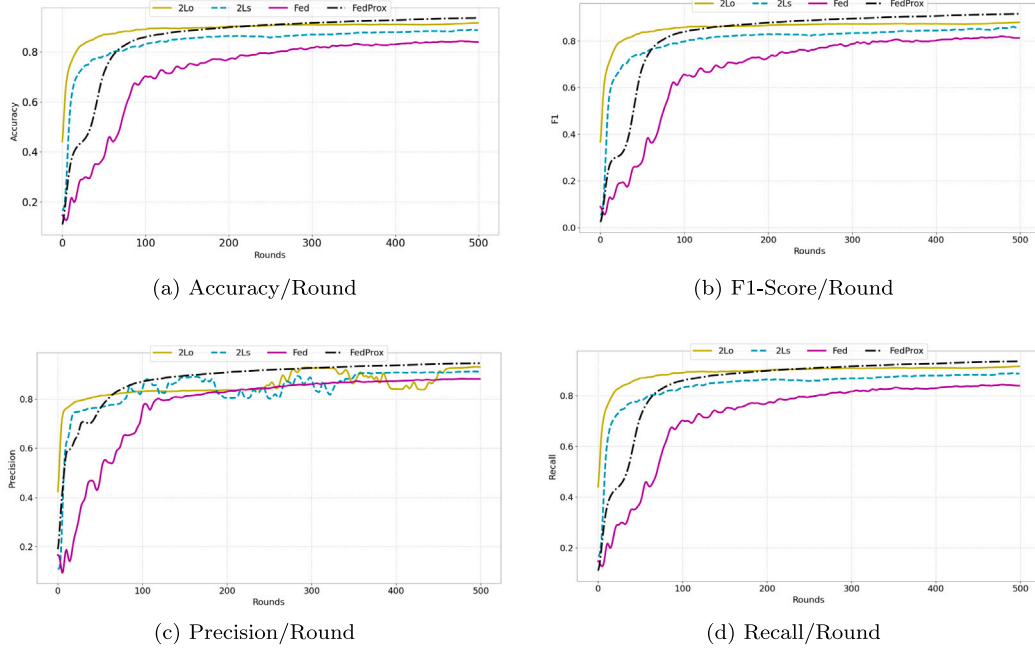 2Lo 2Ls Fed FedProx
0.8
0.6
0.4
0.2
Accuracy
0 100 200 300 400 500
Rounds
(a) Accuracy/Round
2Lo 2Ls Fed FedProx
0.8
0.6
0.4
0.2
0.0
F1
0 100 200 300 400 500
Rounds
(b) F1-Score/Round
2Lo 2Ls Fed FedProx
0.8
0.6
0.4
0.2
Precision
0 100 200 300 400 500
Rounds
(c) Precision/Round
2Lo 2Ls Fed FedProx
0.8
0.6
0.4
0.2
Recall
0 100 200 300 400 500
Rounds
(d) Recall/Round